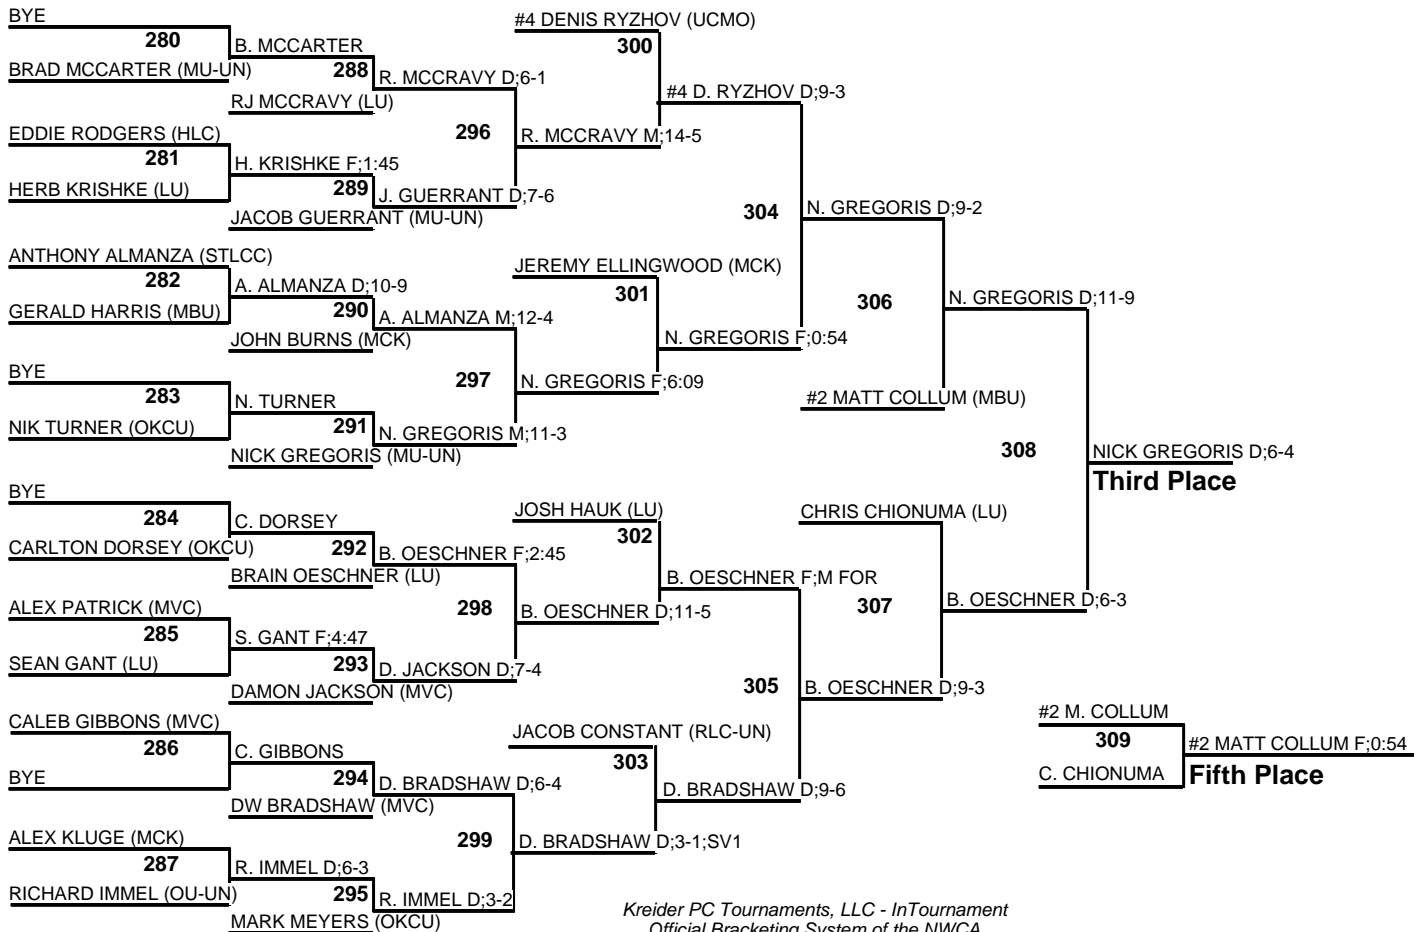 BYE
280
BRAD MCCARTER (MU-UN)
B. MCCARTER
288
RJ MCCRAVY (LU)
R. MCCRAVY D;6-1
EDDIE RODGERS (HLC)
281
HERB KRISHKE (LU)
H. KRISHKE F;1:45
289
JACOB GUERRANT (MU-UN)
J. GUERRANT D;7-6
296
R. MCCRAVY M;14-5
#4 DENIS RYZHOV (UCMO)
300
#4 D. RYZHOV D;9-3
ANTHONY ALMANZA (STLCC)
282
GERALD HARRIS (MBU)
A. ALMANZA D;10-9
290
JOHN BURNS (MCK)
A. ALMANZA M;12-4
BYE
283
NIK TURNER (OKCU)
N. TURNER
291
NICK GREGORIS (MU-UN)
N. GREGORIS M;11-3
297
N. GREGORIS F;6:09
JEREMY ELLINGWOOD (MCK)
301
N. GREGORIS F;0:54
304
N. GREGORIS D;9-2
306
#2 MATT COLLUM (MBU)
N. GREGORIS D;11-9
BYE
284
CARLTON DORSEY (OKCU)
C. DORSEY
292
BRAIN OESCHNER (LU)
B. OESCHNER F;2:45
ALEX PATRICK (MVC)
285
SEAN GANT (LU)
S. GANT F;4:47
293
DAMON JACKSON (MVC)
D. JACKSON D;7-4
298
B. OESCHNER D;11-5
JOSH HAUK (LU)
302
B. OESCHNER F;M FOR
CALEB GIBBONS (MVC)
286
BYE
C. GIBBONS
294
DW BRADSHAW (MVC)
D. BRADSHAW D;6-4
ALEX KLUGE (MCK)
287
RICHARD IMMEL (OU-UN)
R. IMMEL D;6-3
295
MARK MEYERS (OKCU)
R. IMMEL D;3-2
299
D. BRADSHAW D;3-1;SV1
JACOB CONSTANT (RLC-UN)
303
D. BRADSHAW D;9-6
305
B. OESCHNER D;9-3
CHRIS CHIONUMA (LU)
307
B. OESCHNER D;6-3
308
NICK GREGORIS D;6-4
Third Place
#2 M. COLLUM
309
C. CHIONUMA
#2 MATT COLLUM F;0:54
Fifth Place
Kreider PC Tournaments, LLC - InTournament
Official Bracketing System of the NWCA